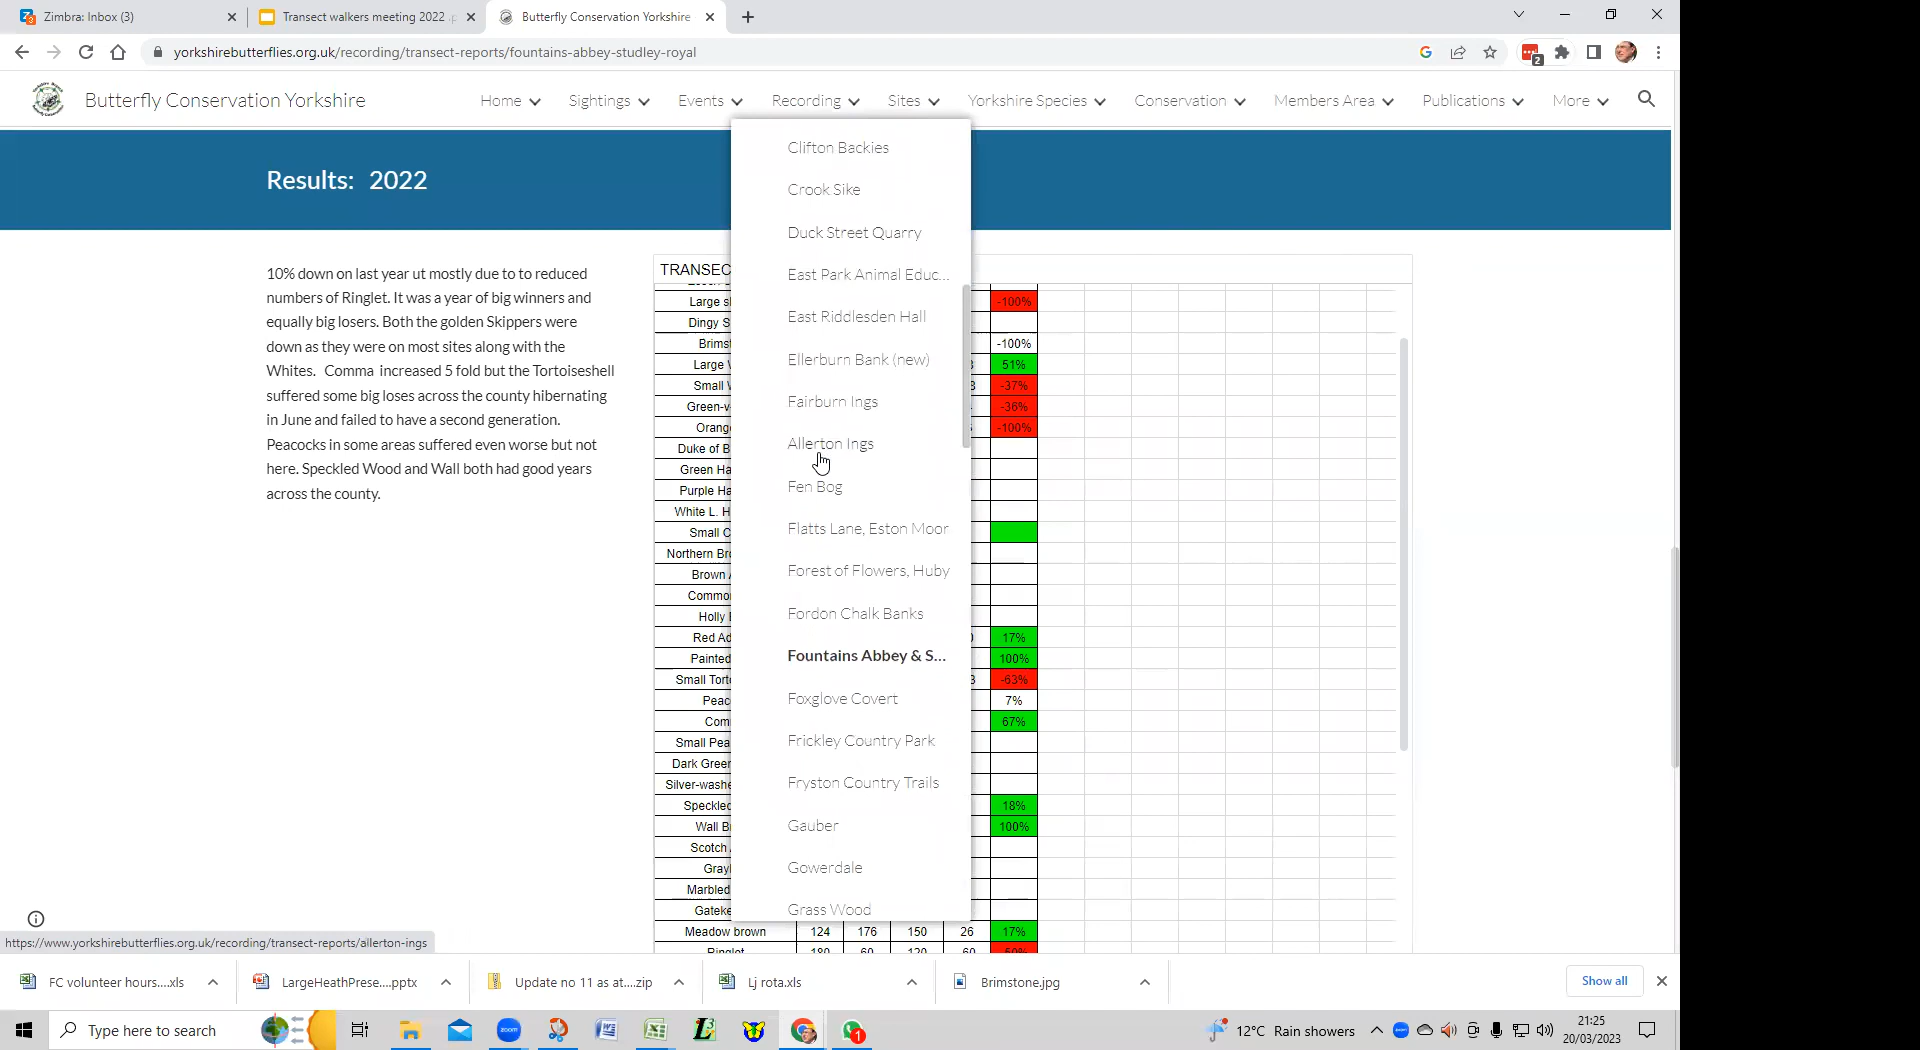 Zimbra: Inbox (3)
Transect walkers meeting 2022 .p
Butterfly Conservation Yorkshire
yorkshirebutterflies.org.uk/recording/transect-reports/fountains-abbey-studley-royal
2
Butterfly Conservation Yorkshire
Home
Sightings
Events
Recording
Sites
Yorkshire Species
Conservation
Members Area
Publications
More
Results: 2022
10% down on last year ut mostly due to to reduced
numbers of Ringlet. It was a year of big winners and
equally big losers. Both the golden Skippers were
down as they were on most sites along with the
Whites. Comma increased 5 fold but the Tortoiseshell
suffered some big loses across the county hibernating
in June and failed to have a second generation.
Peacocks in some areas suffered even worse but not
here. Speckled Wood and Wall both had good years
across the county.
Clifton Backies
Crook Sike
Duck Street Quarry
East Park Animal Educ...
East Riddlesden Hall
Ellerburn Bank (new)
Fairburn Ings
Allerton Ings
Fen Bog
Flatts Lane, Eston Moor
Forest of Flowers, Huby
Fordon Chalk Banks
Fountains Abbey & S...
Foxglove Covert
Frickley Country Park
Fryston Country Trails
Gauber
Gowerdale
Grass Wood
TRANSEC
Large sk
-100%
Dingy S
Brims
-100%
Large W
51%
Small W
-37%
Green-v
-36%
Orang
-100%
Duke of B
Green Ha
Purple Ha
White L. H
Small C
Northern Bro
Brown A
Common
Holly B
Red Ad
17%
Painted
100%
Small Tort
-63%
Peac
7%
Com
67%
Small Pea
Dark Green
Silver-washe
Speckled
18%
Wall Br
100%
Scotch
Gray
Marbled
Gateke
Meadow brown 124 176 150 26 17%
Ringlet 180 60 120 -60 -50%
https://www.yorkshirebutterflies.org.uk/recording/transect-reports/allerton-ings
FC volunteer hours....xls
LargeHeathPrese....pptx
Update no 11 as at....zip
Lj rota.xls
Brimstone.jpg
Show all
Type here to search
zoom
1
12°C Rain showers
21:25
20/03/2023